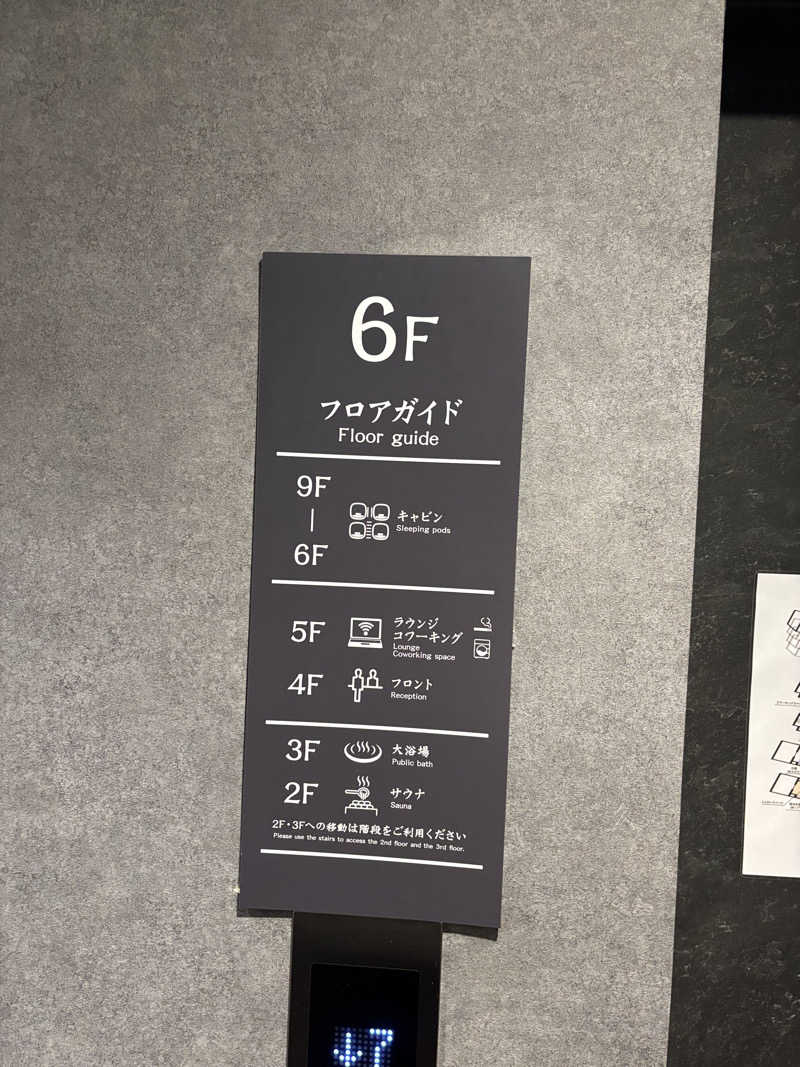 6F
フロアガイド
Floor guide
9F
|
6F
キャビン
Sleeping pods
5F
ラウンジ
コワーキング
Lounge
Coworking space
4F
フロント
Reception
3F
大浴場
Public bath
2F
サウナ
Sauna
2F・3Fへの移動は階段をご利用ください
Please use the stairs to access the 2nd floor and the 3rd floor.
↓7